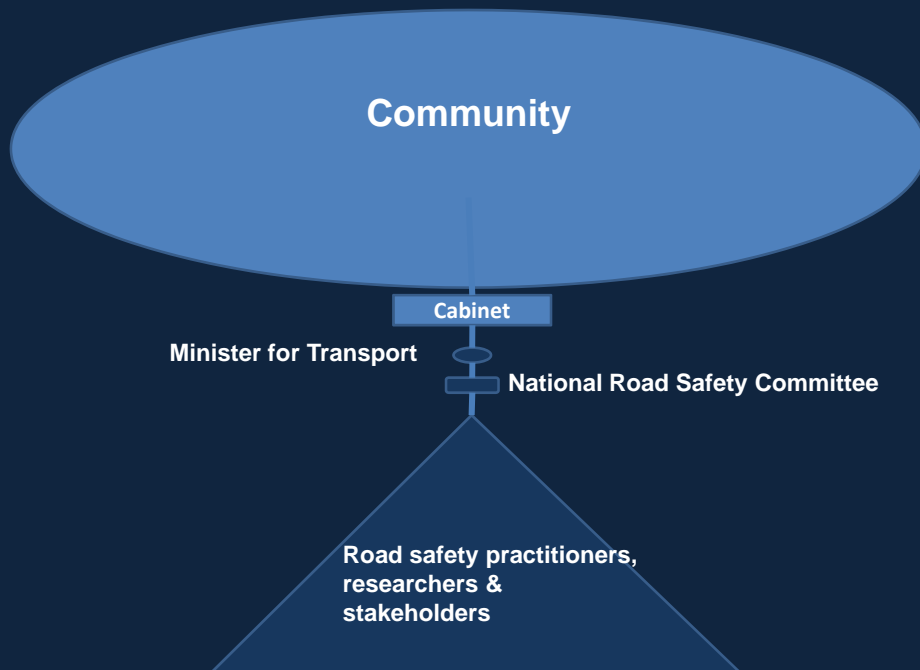 Community
Cabinet
Minister for Transport
National Road Safety Committee
Road safety practitioners,
researchers &
stakeholders